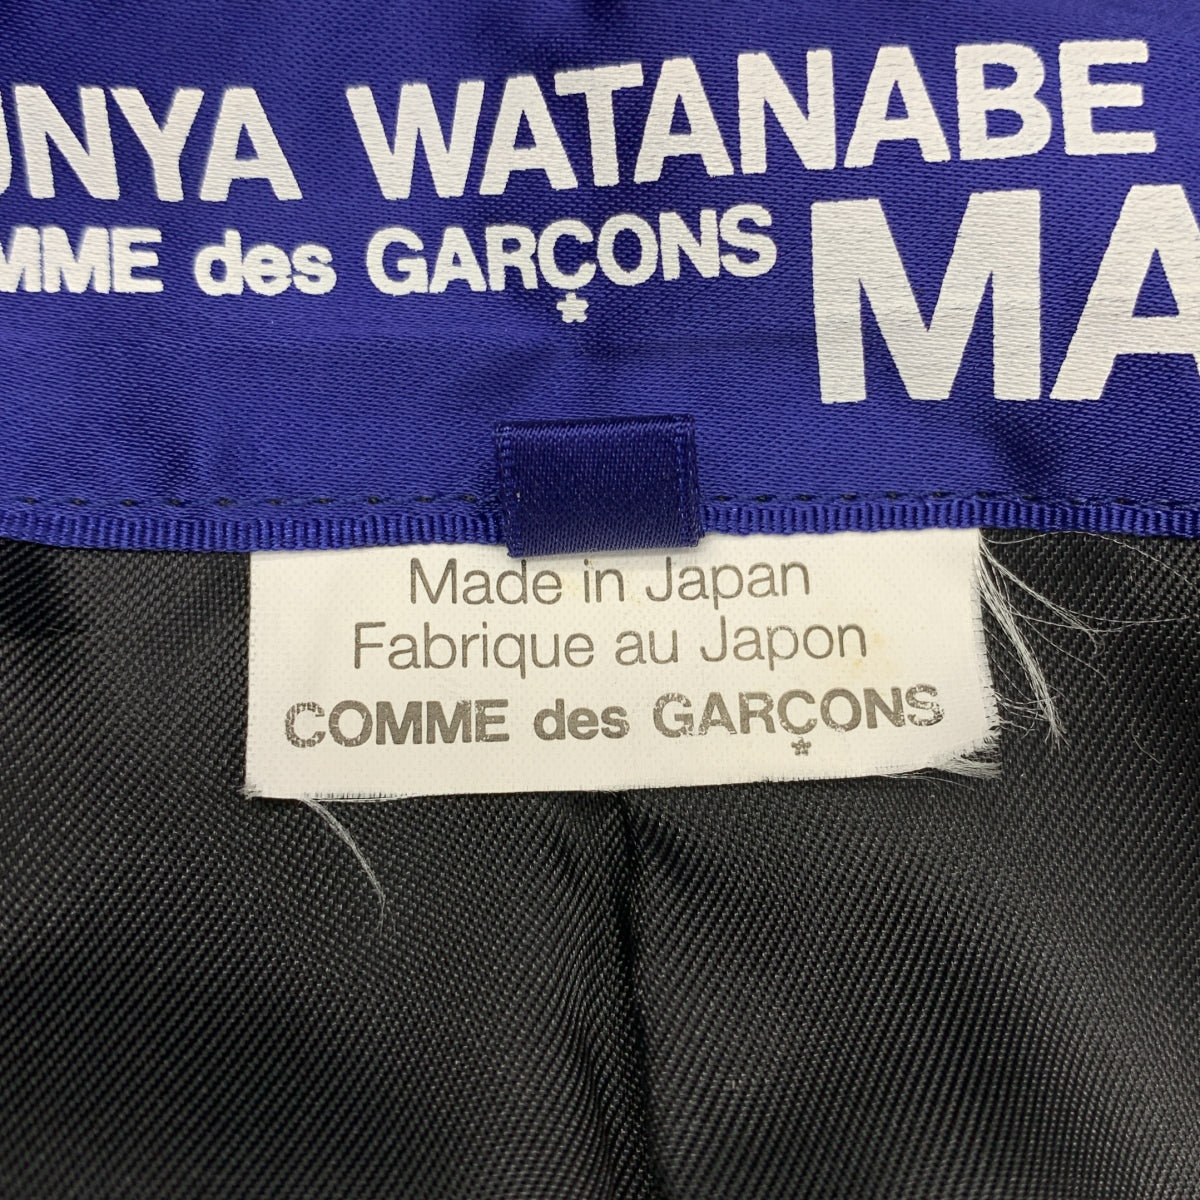 UNYA WATANABE
MME des GARÇONS MA
Made in Japan
Fabrique au Japon
COMME des GARÇONS